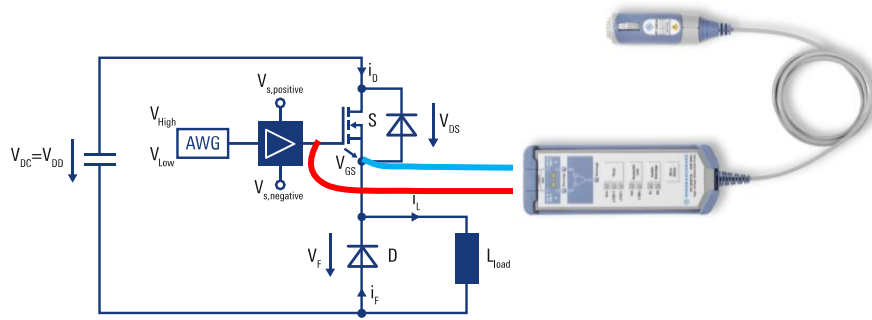 i_D
V_s,positive
V_High
AWG
S
V_DS
V_DC=V_DD
V_Low
V_GS
V_s,negative
i_L
V_F
D
L_load
i_F